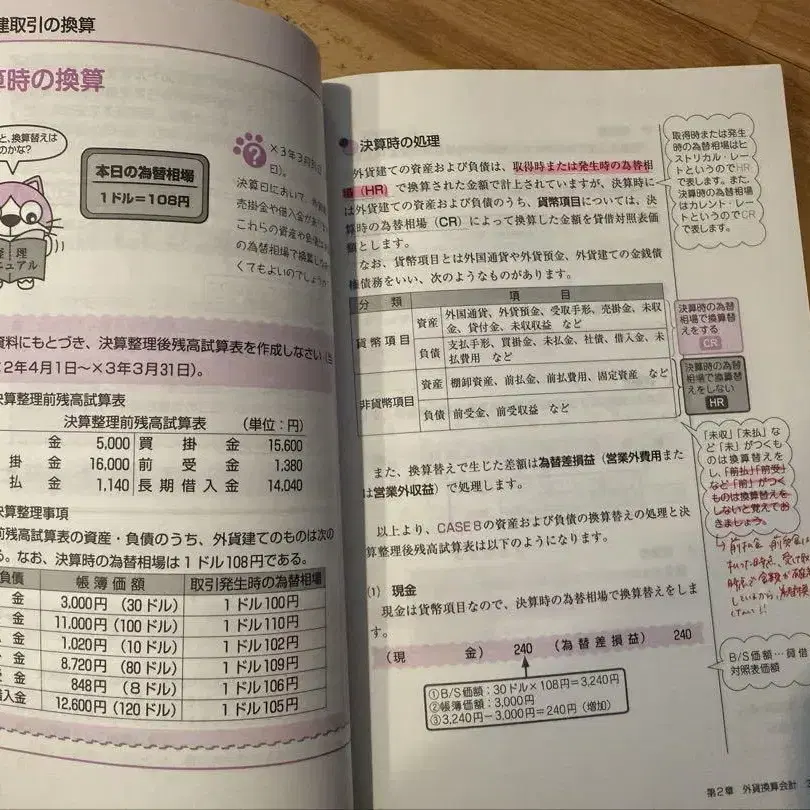 建取引の換算
算時の換算
と、換算替えは
のかな?
本日の為替相場
1ドル=108円
整理
ニュアル
×3年3月31日
日)。
決算日において、
売掛金や借入金が
これらの資産や負債は
の為替相場で換算しな
くてもよいのでしょうか
資料にもとづき、決算整理後残高試算表を作成しなさい(当
×2年4月1日~×3年3月31日)。
決算整理前残高試算表
決算整理前残高試算表 (単位:円)
金 5,000 買掛金 15,600
掛金 16,000 前受金 1,380
払金 1,140 長期借入金 14,040
決算整理事項
前残高試算表の資産・負債のうち、外貨建てのものは次の
る。なお、決算時の為替相場は1ドル108円である。
負債 帳簿価額 取引発生時の為替相場
金 3,000円(30ドル) 1ドル100円
金 11,000円(100ドル) 1ドル110円
金 1,020円(10ドル) 1ドル102円
金 8,720円(80ドル) 1ドル109円
金 848円(8ドル) 1ドル106円
借入金 12,600円(120ドル) 1ドル105円
決算時の処理
外貨建ての資産および負債は、取得時または発生時の為替相
場(HR)で換算された金額で計上されていますが、決算時に
は外貨建ての資産および負債のうち、貨幣項目については、決
算時の為替相場(CR)によって換算した金額を貸借対照表価
額とします。
なお、貨幣項目とは外国通貨や外貨預金、外貨建ての金銭債
権債務をいい、次のようなものがあります。
分類 項目
貨幣項目 資産 外国通貨、外貨預金、受取手形、売掛金、未収
金、貸付金、未収収益 など
負債 支払手形、買掛金、未払金、社債、借入金、未
払費用 など
非貨幣項目 資産 棚卸資産、前払金、前払費用、固定資産 など
負債 前受金、前受収益 など
また、換算替えで生じた差額は為替差損益(営業外費用また
は営業外収益)で処理します。
以上より、CASE 8の資産および負債の換算替えの処理と決
算整理後残高試算表は以下のようになります。
(1) 現金
現金は貨幣項目なので、決算時の為替相場で換算替えをしま
す。
(現 金) 240 (為替差損益) 240
①B/S価額:30ドル×108円=3,240円
②帳簿価額:3,000円
③3,240円-3,000円=240円(増加)
取得時または発生
時の為替相場はヒ
ストリカル・レー
トというのでHR
で表します。また、
決算時の為替相場
はカレント・レー
トというのでCR
で表します。
決算時の為替
相場で換算替
えをする
CR
決算時の為替
相場で換算替
えをしない
HR
「未収」「未払」な
ど「未」がつくも
のは換算替えを
し、「前払」「前受」
など「前」がつく
ものは換算替えを
しないと覚えてお
きましょう。
B/S価額…貸借
対照表価額
第2章 外貨換算会計